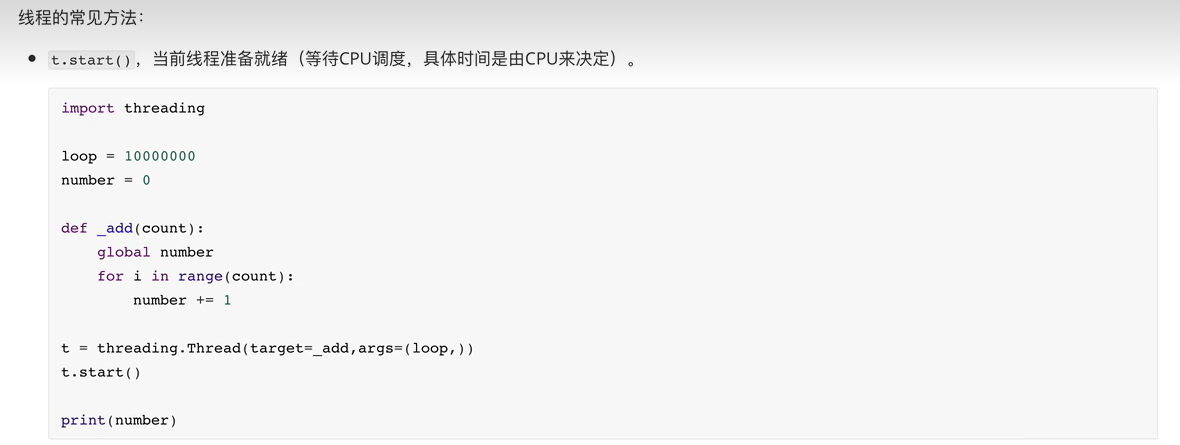 线程的常见方法：
• t.start()，当前线程准备就绪（等待CPU调度，具体时间是由CPU来决定）。
import threading
loop = 10000000
number = 0
def _add(count):
    global number
    for i in range(count):
        number += 1
t = threading.Thread(target=_add,args=(loop,))
t.start()
print(number)